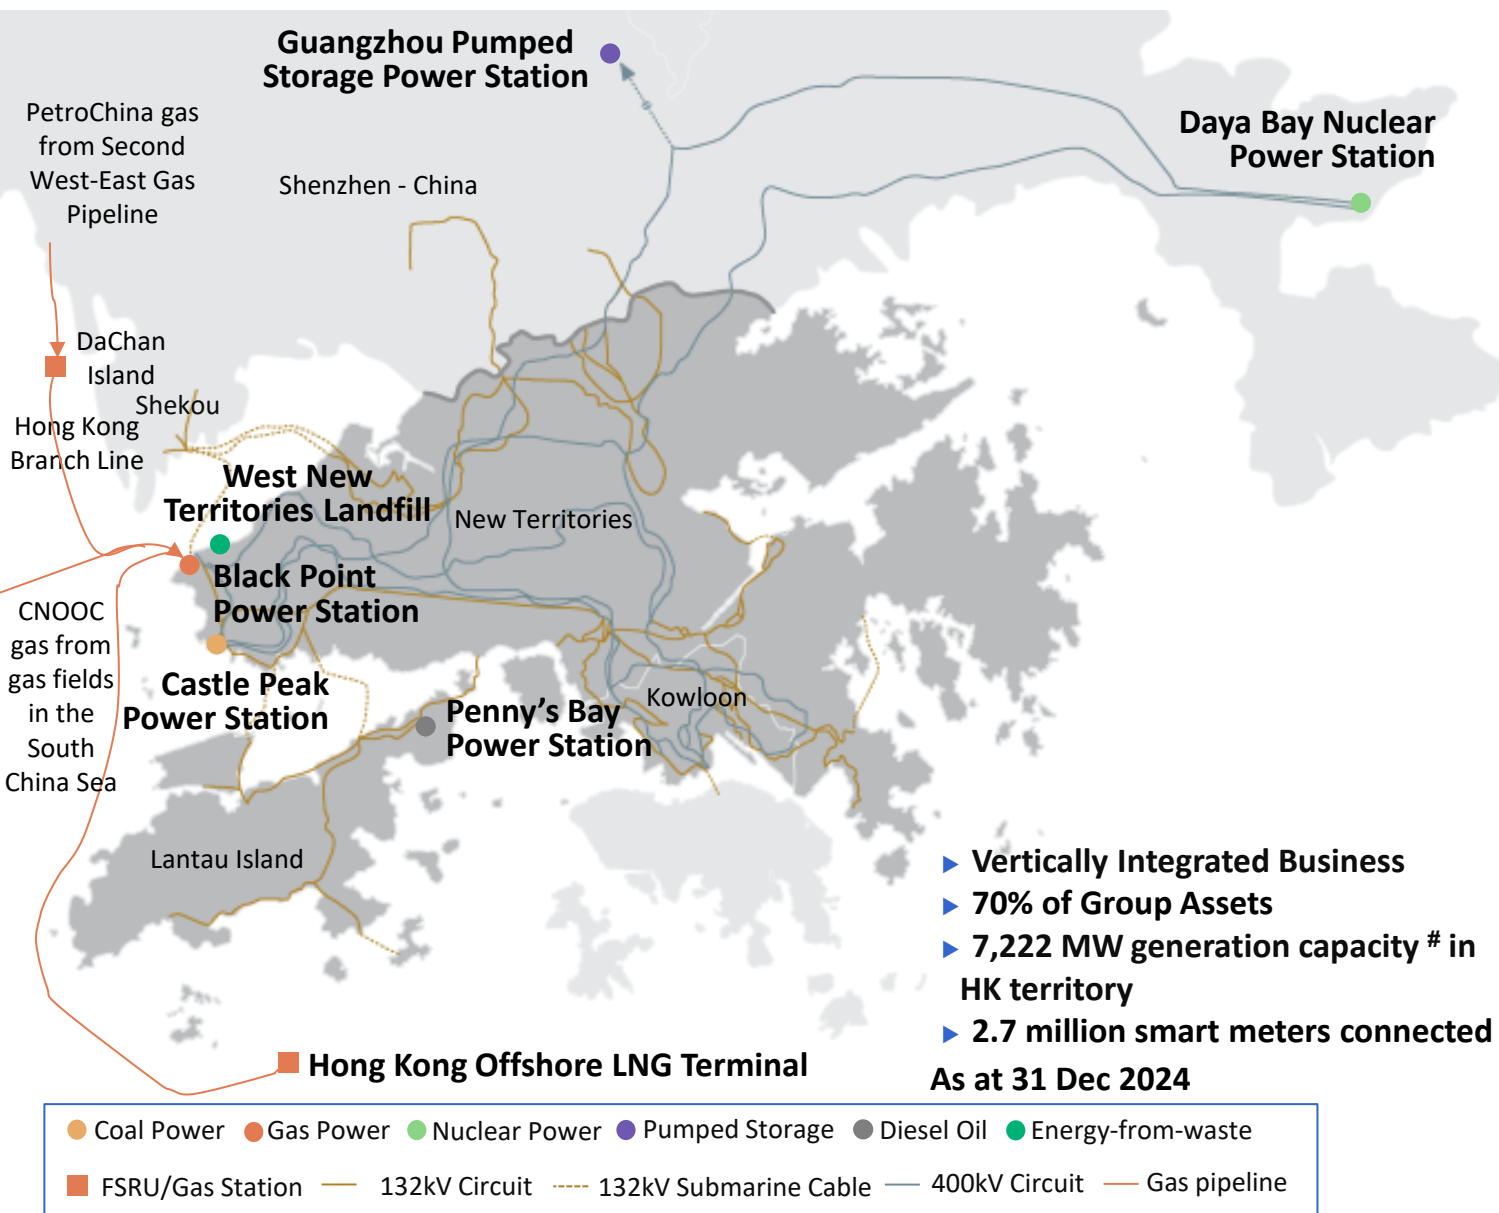 Guangzhou Pumped
Storage Power Station
PetroChina gas
from Second
West-East Gas
Pipeline
Daya Bay Nuclear
Power Station
Shenzhen - China
DaChan
Island
Shekou
Hong Kong
Branch Line
West New
Territories Landfill
New Territories
Black Point
Power Station
CNOOC
gas from
gas fields
in the
South
China Sea
Castle Peak
Power Station
Penny’s Bay
Power Station
Kowloon
Lantau Island
Vertically Integrated Business
70% of Group Assets
7,222 MW generation capacity # in
HK territory
2.7 million smart meters connected
As at 31 Dec 2024
Hong Kong Offshore LNG Terminal
Coal Power Gas Power Nuclear Power Pumped Storage Diesel Oil Energy-from-waste
FSRU/Gas Station 132kV Circuit 132kV Submarine Cable 400kV Circuit Gas pipeline